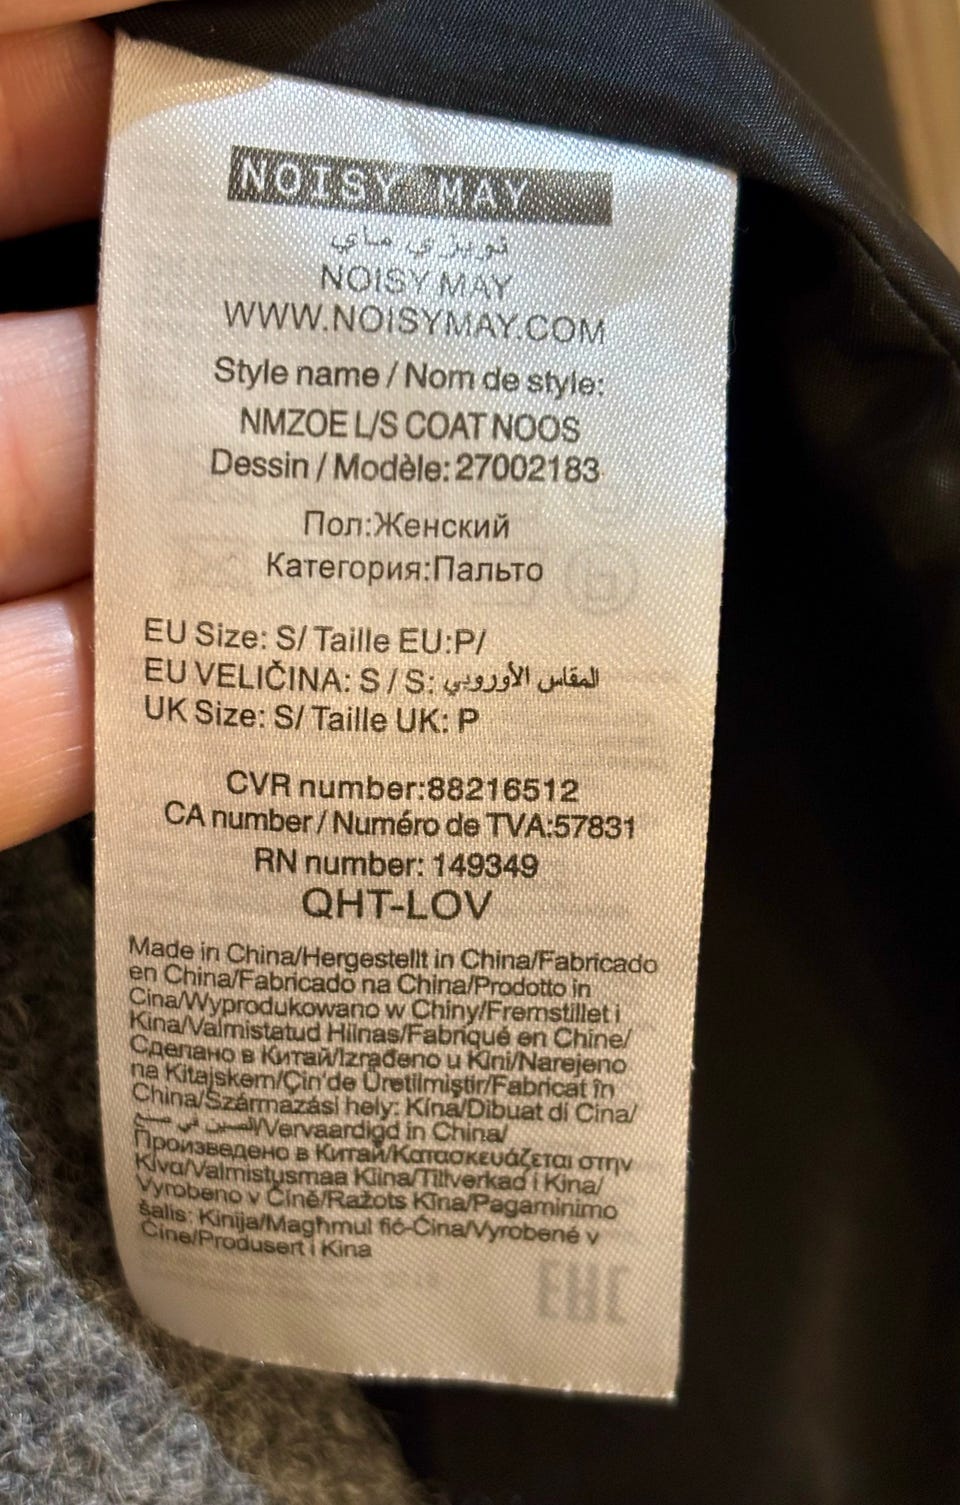 NOISY MAY
نويزي ماي
NOISY MAY
WWW.NOISYMAY.COM
Style name / Nom de style:
NMZOE L/S COAT NOOS
Dessin / Modèle: 27002183
Пол:Женский
Категория:Пальто
EU Size: S/ Taille EU:P/
EU VELIČINA: S / S: المقاس الأوروبي
UK Size: S/ Taille UK: P
CVR number:88216512
CA number / Numéro de TVA:57831
RN number: 149349
QHT-LOV
Made in China/Hergestellt in China/Fabricado
en China/Fabricado na China/Prodotto in
Cina/Wyprodukowano w Chiny/Fremstillet i
Kina/Valmistatud Hiinas/Fabriqué en Chine/
Сделано в Китай/Izrađeno u Kini/Narejeno
na Kitajskem/Çin'de Üretilmiştir/Fabricat în
China/Származási hely: Kína/Dibuat di Cina/
الصين في /Vervaardigd in China/
Произведено в Китай/Κατασκευάζεται στην
Κίνα/Valmistusmaa Kiina/Tillverkad i Kina/
Vyrobeno v Číně/Ražots Ķīna/Pagaminimo
šalis: Kinija/Magħmul fiċ-Ċina/Vyrobené v
Číne/Produsert i Kina
EAC